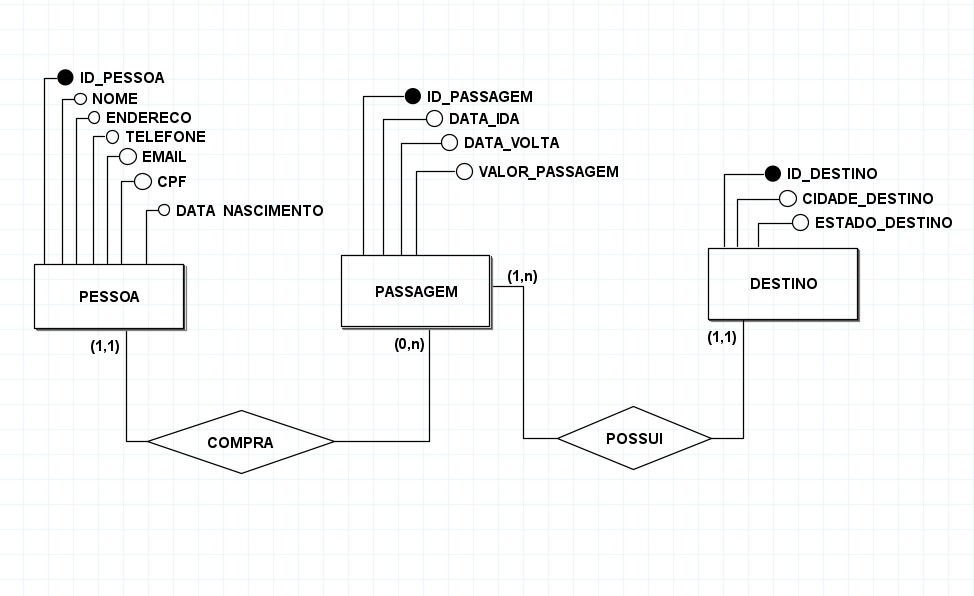 ID_PESSOA
NOME
ENDERECO
TELEFONE
EMAIL
CPF
DATA NASCIMENTO
PESSOA
(1,1)
COMPRA
ID_PASSAGEM
DATA_IDA
DATA_VOLTA
VALOR_PASSAGEM
PASSAGEM
(1,n)
(0,n)
POSSUI
ID_DESTINO
CIDADE_DESTINO
ESTADO_DESTINO
DESTINO
(1,1)